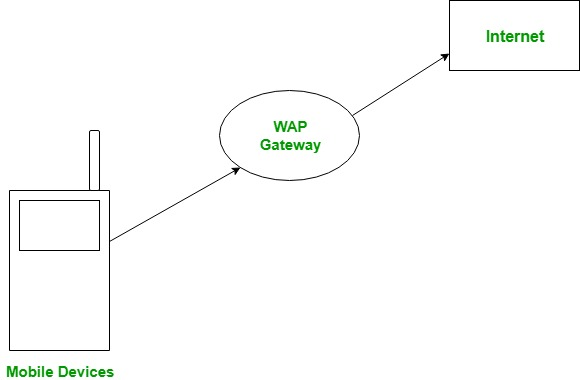 Internet
WAP
Gateway
Mobile Devices